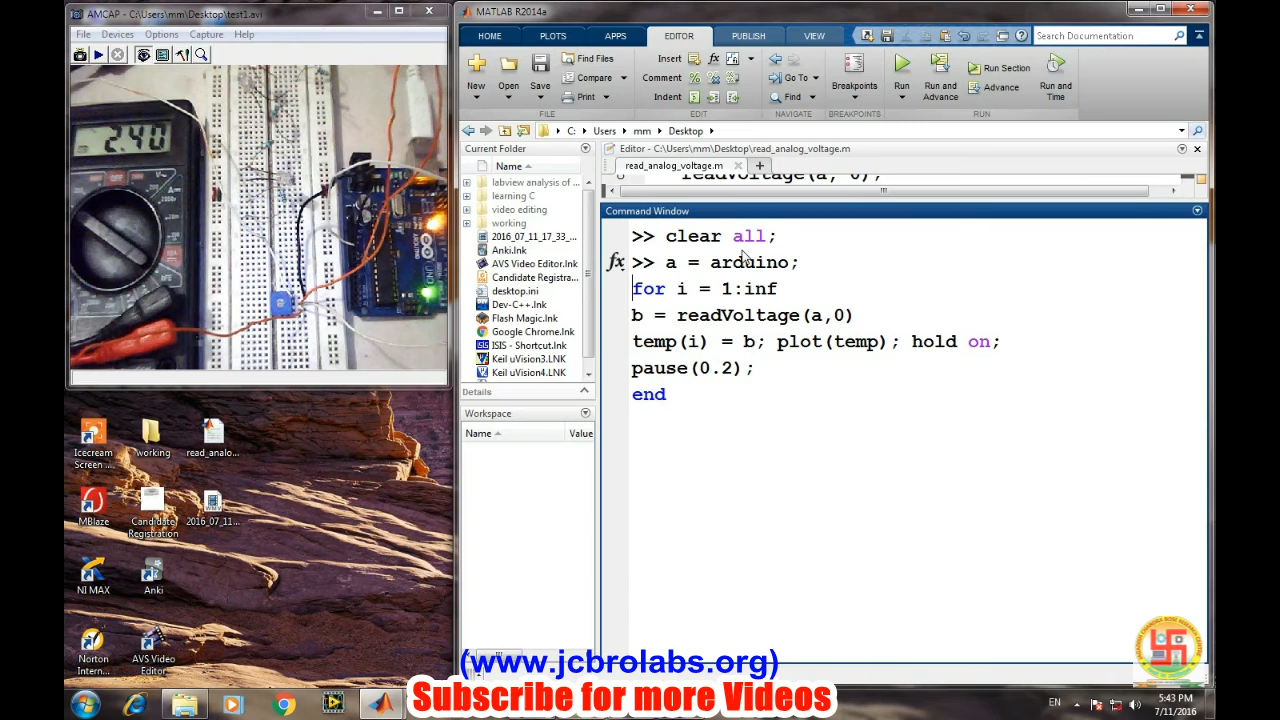 AMCAP - C:\Users\mm\Desktop\test1.avi
File Devices Options Capture Help
2.40
MATLAB R2014a
HOME PLOTS APPS EDITOR PUBLISH VIEW Search Documentation
New Open Save Find Files Compare Print
Insert Comment Indent
Go To Find
Breakpoints
Run Run and Advance Run Section Advance Run and Time
FILE EDIT NAVIGATE BREAKPOINTS RUN
C: Users mm Desktop
Current Folder
Name
labview analysis of ...
learning C
video editing
working
2016_07_11_17_33_...
Anki.lnk
AVS Video Editor.lnk
Candidate Registra...
desktop.ini
Dev-C++.lnk
Flash Magic.lnk
Google Chrome.lnk
ISIS - Shortcut.lnk
Keil uVision3.LNK
Keil uVision4.LNK
Details
Workspace
Name Value
Editor - C:\Users\mm\Desktop\read_analog_voltage.m
read_analog_voltage.m
readVoltage(a, 0);
Command Window
>> clear all;
fx >> a = arduino;
for i = 1:inf
b = readVoltage(a,0)
temp(i) = b; plot(temp); hold on;
pause(0.2);
end
Icecream Screen ...
working
read_analo...
MBlaze
Candidate Registration
2016_07_11...
NI MAX
Anki
Norton Intern...
AVS Video Editor
(www.jcbrolabs.org)
Subscribe for more Videos
EN
5:43 PM
7/11/2016